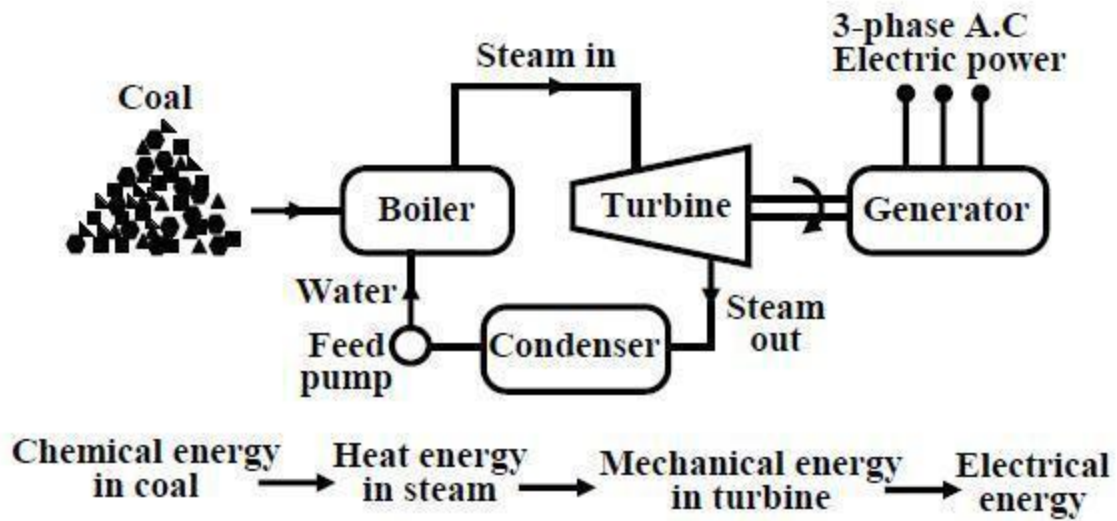 3-phase A.C
Electric power
Steam in
Coal
Boiler
Turbine
Generator
Water
Steam
out
Feed
pump
Condenser
Chemical energy
in coal
Heat energy
in steam
Mechanical energy
in turbine
Electrical
energy